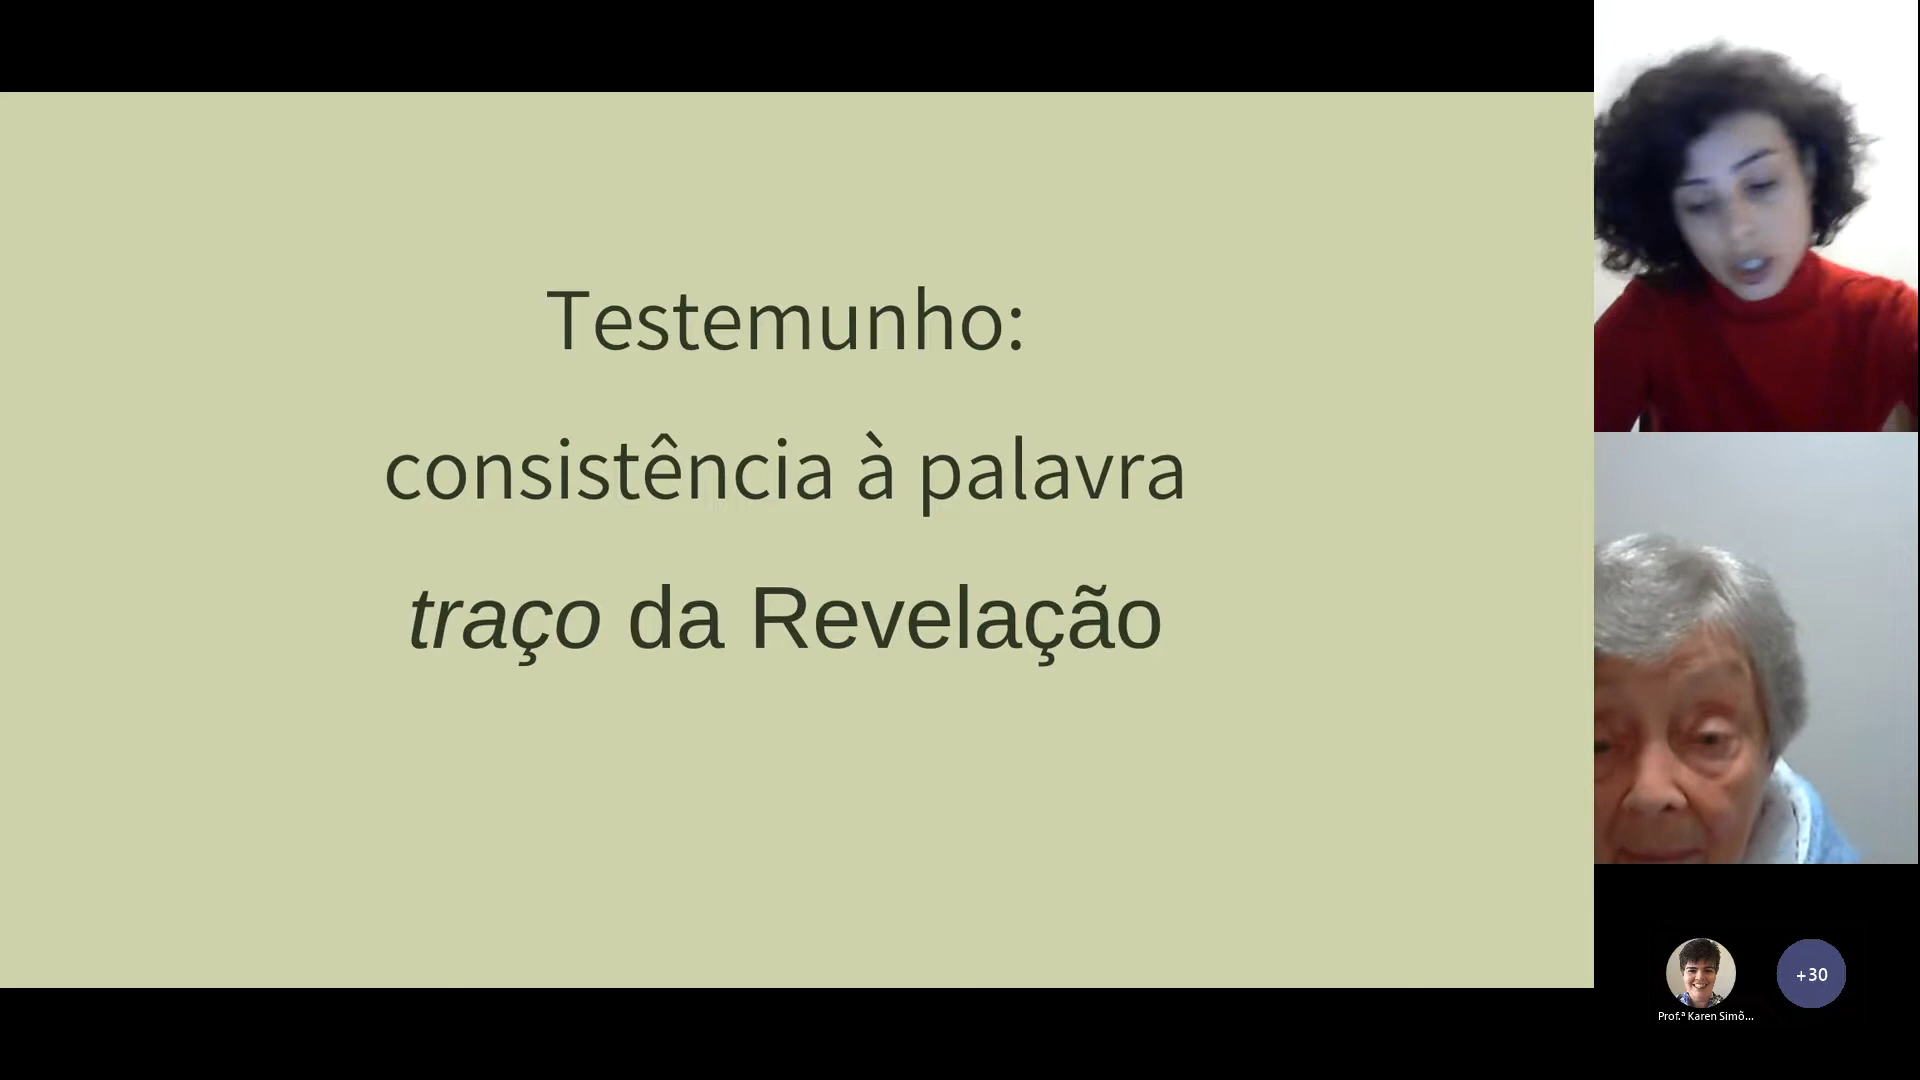 Testemunho:
consistência à palavra
traço da Revelação
+30
Prof.ª Karen Simõ...